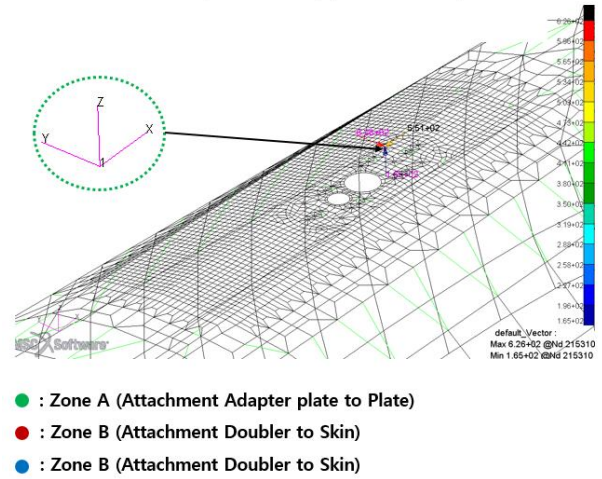 6.26+02
5.96+02
5.65+02
5.34+02
5.03+02
4.73+02
4.42+02
4.11+02
3.80+02
3.50+02
3.19+02
2.88+02
2.58+02
2.27+02
1.96+02
1.65+02
Z
Y
X
1
5.51+02
MSC Software
default_Vector :
Max 6.26+02 @Nd 215310
Min 1.65+02 @Nd 215310
: Zone A (Attachment Adapter plate to Plate)
: Zone B (Attachment Doubler to Skin)
: Zone B (Attachment Doubler to Skin)